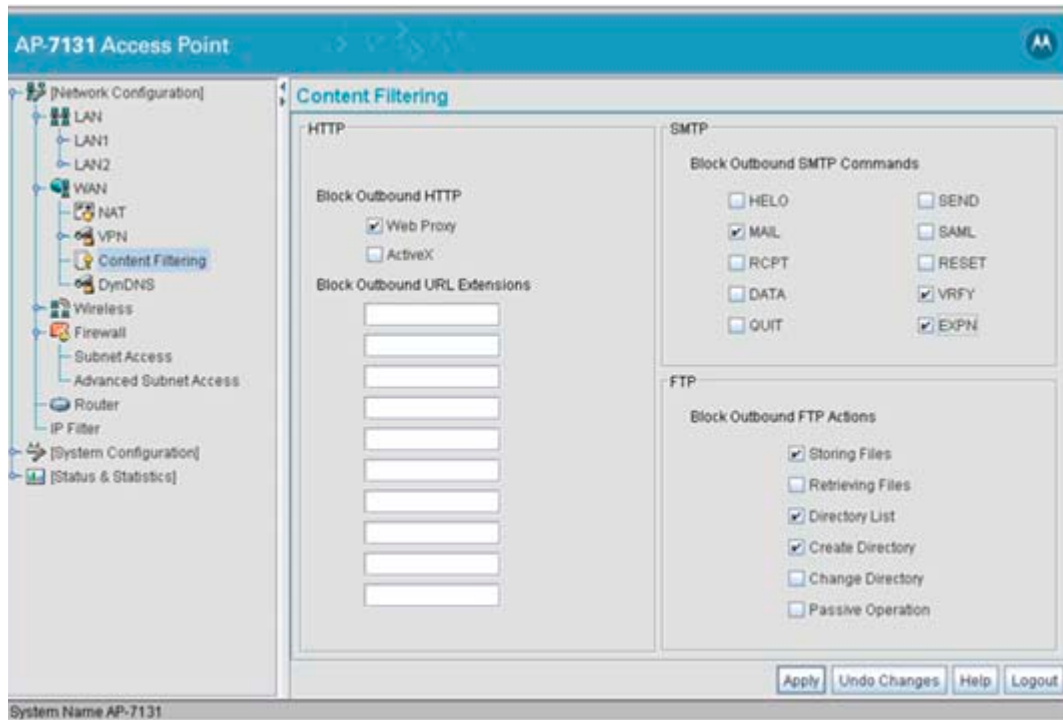 AP-7131 Access Point
[Network Configuration]
LAN
LAN1
LAN2
WAN
NAT
VPN
Content Filtering
DynDNS
Wireless
Firewall
Subnet Access
Advanced Subnet Access
Router
IP Filter
[System Configuration]
[Status & Statistics]
Content Filtering
HTTP
Block Outbound HTTP
Web Proxy
ActiveX
Block Outbound URL Extensions
SMTP
Block Outbound SMTP Commands
HELO SEND
MAIL SAML
RCPT RESET
DATA VRFY
QUIT EXPN
FTP
Block Outbound FTP Actions
Storing Files
Retrieving Files
Directory List
Create Directory
Change Directory
Passive Operation
Apply Undo Changes Help Logout
System Name AP-7131